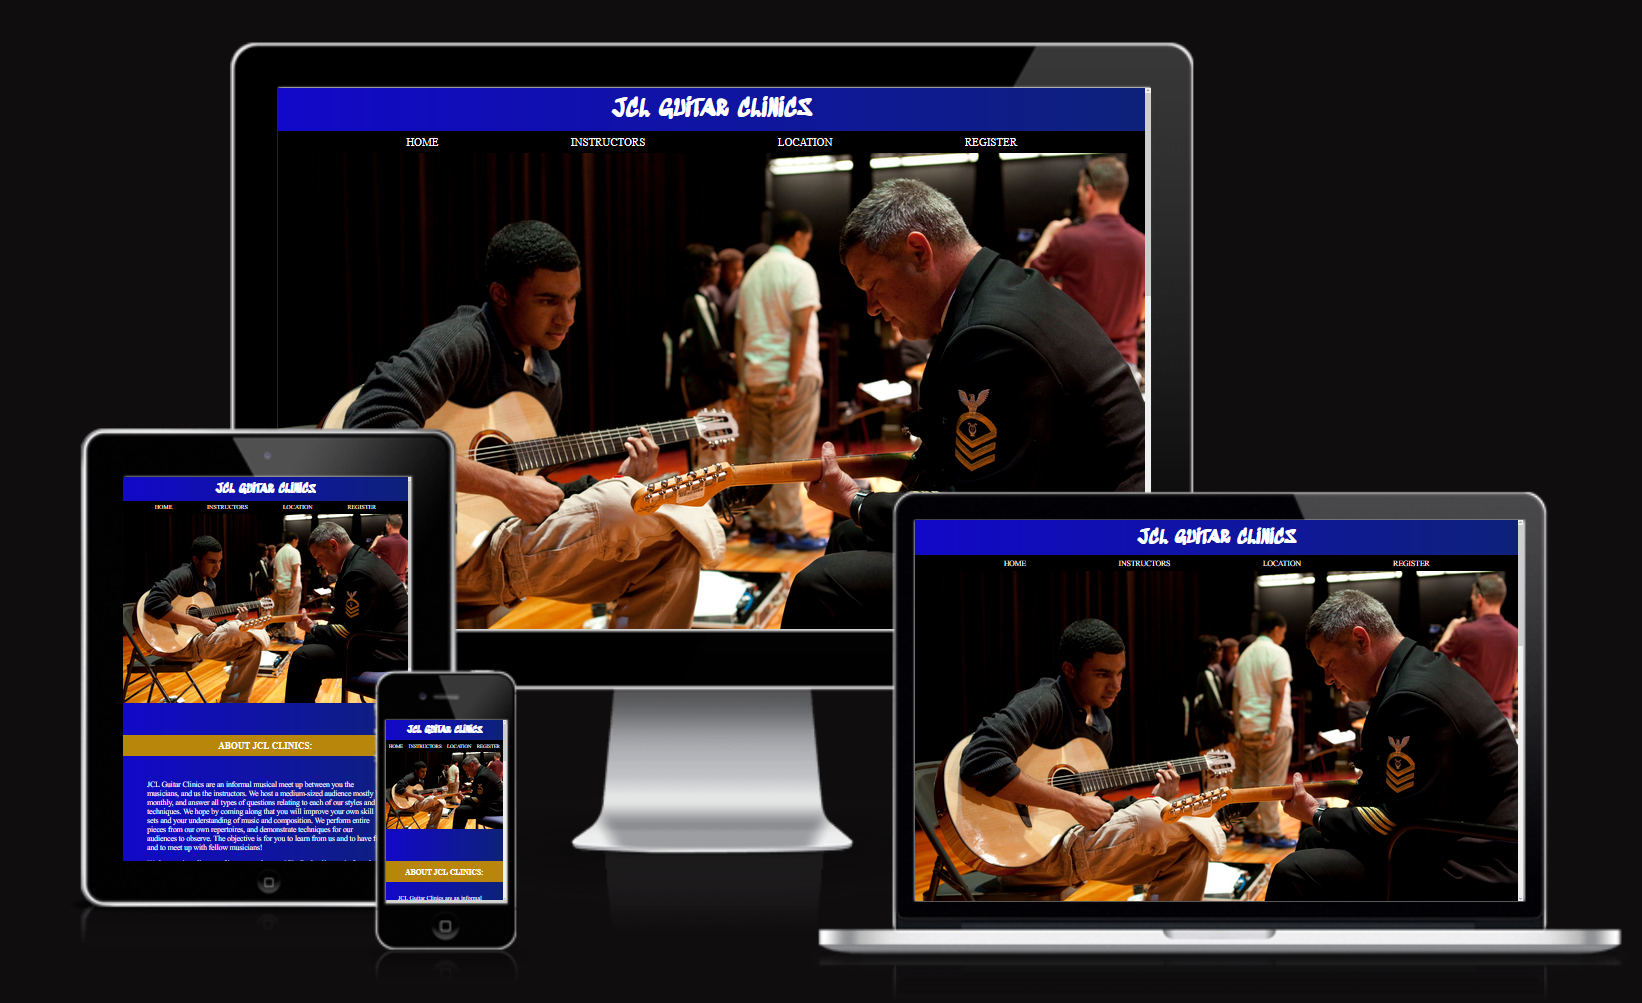 JCL GUITAR CLINICS
HOME INSTRUCTORS LOCATION REGISTER
JCL GUITAR CLINICS
HOME INSTRUCTORS LOCATION REGISTER
ABOUT JCL CLINICS:
JCL Guitar Clinics are an informal musical meet up between you the
musicians, and us the instructors. We host a medium-sized audience mostly
monthly, and answer all types of questions relating to each of our styles and
techniques. We hope by coming along that you will improve your own skill
sets and your understanding of music and composition. We perform entire
pieces from our own repertoires, and demonstrate techniques for our
audiences to observe. The objective is for you to learn from us and to have
and to meet up with fellow musicians!
JCL GUITAR CLINICS
HOME INSTRUCTORS LOCATION REGISTER
ABOUT JCL CLINICS:
JCL Guitar Clinics are an informal
JCL GUITAR CLINICS
HOME INSTRUCTORS LOCATION REGISTER